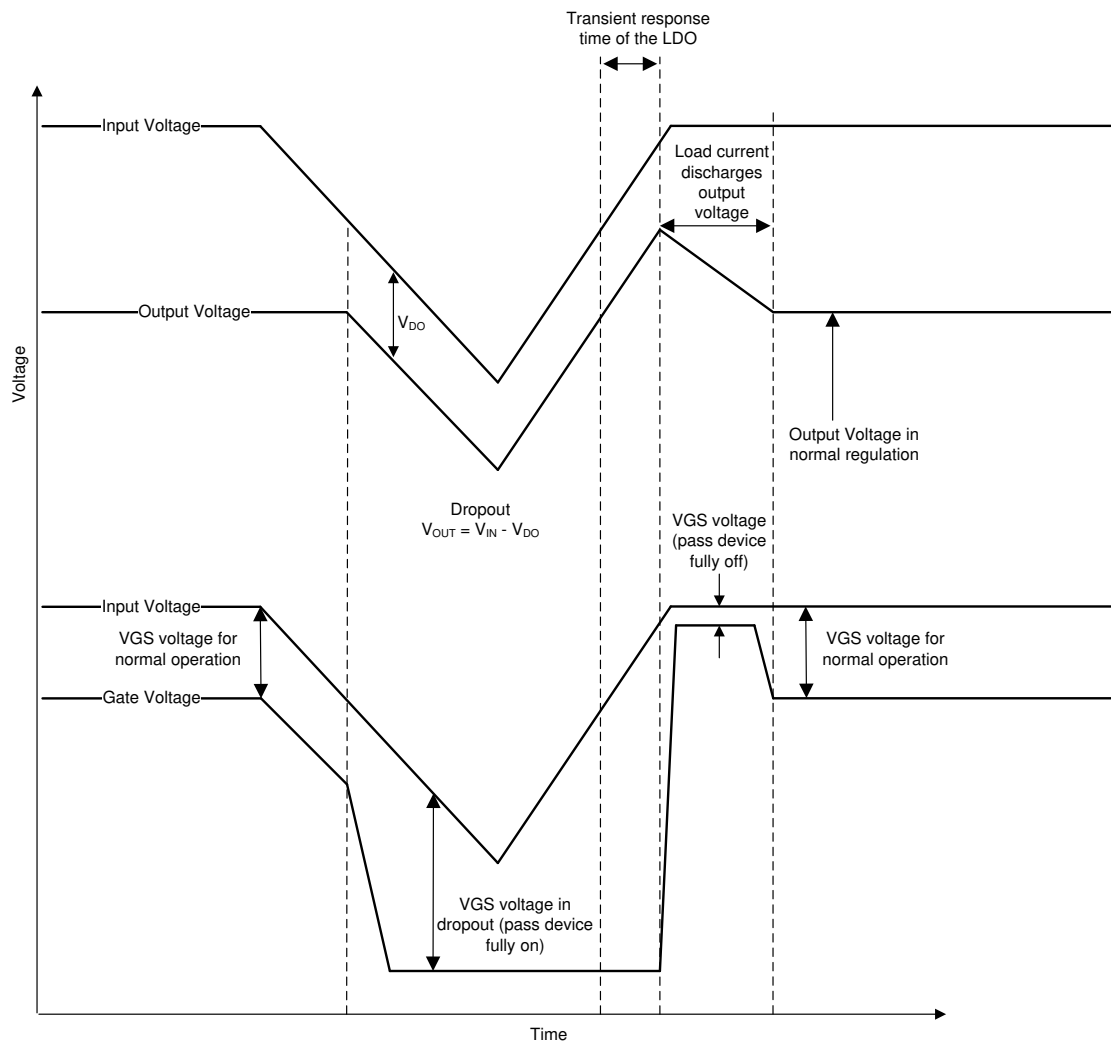 Transient response
time of the LDO
Input Voltage
Load current
discharges
output
voltage
Output Voltage
VDO
Voltage
Output Voltage in
normal regulation
Dropout
VOUT = VIN - VDO
VGS voltage
(pass device
fully off)
Input Voltage
VGS voltage for
normal operation
VGS voltage for
normal operation
Gate Voltage
VGS voltage in
dropout (pass device
fully on)
Time